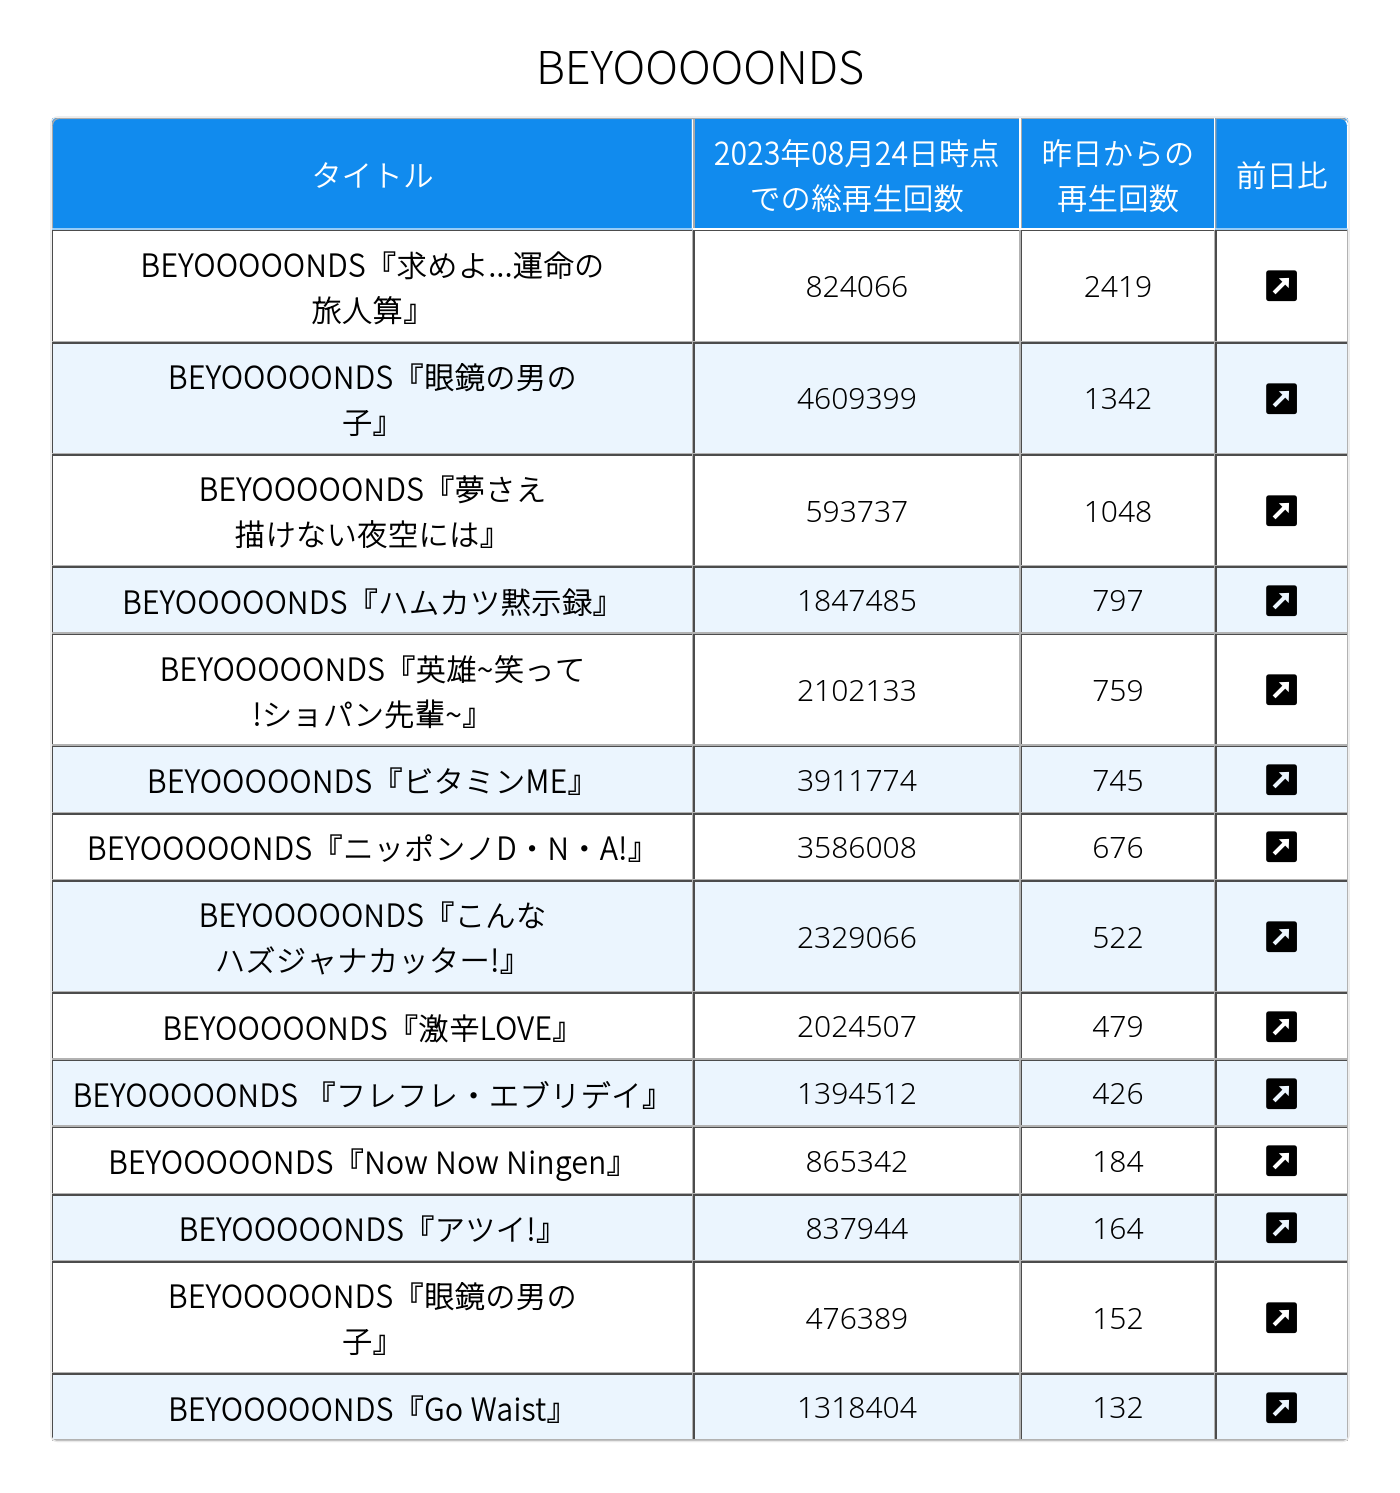 BEYOOOOONDS
タイトル
2023年08月24日時点
での総再生回数
昨日からの
再生回数
前日比
BEYOOOOONDS『求めよ...運命の
旅人算』
824066
2419
BEYOOOOONDS『眼鏡の男の
子』
4609399
1342
BEYOOOOONDS『夢さえ
描けない夜空には』
593737
1048
BEYOOOOONDS『ハムカツ黙示録』
1847485
797
BEYOOOOONDS『英雄~笑って
!ショパン先輩~』
2102133
759
BEYOOOOONDS『ビタミンME』
3911774
745
BEYOOOOONDS『ニッポンノD・N・A!』
3586008
676
BEYOOOOONDS『こんな
ハズジャナカッター!』
2329066
522
BEYOOOOONDS『激辛LOVE』
2024507
479
BEYOOOOONDS 『フレフレ・エブリデイ』
1394512
426
BEYOOOOONDS『Now Now Ningen』
865342
184
BEYOOOOONDS『アツイ!』
837944
164
BEYOOOOONDS『眼鏡の男の
子』
476389
152
BEYOOOOONDS『Go Waist』
1318404
132